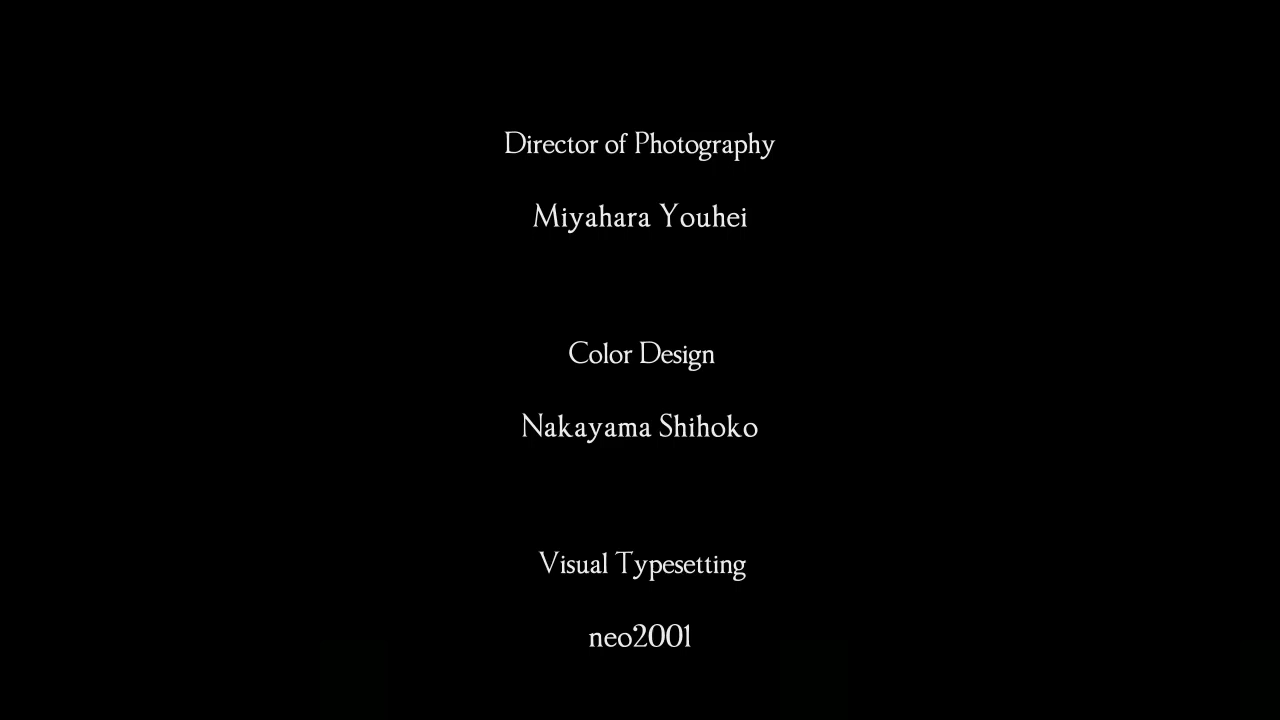 Director of Photography
Miyahara Youhei
Color Design
Nakayama Shihoko
Visual Typesetting
neo2001